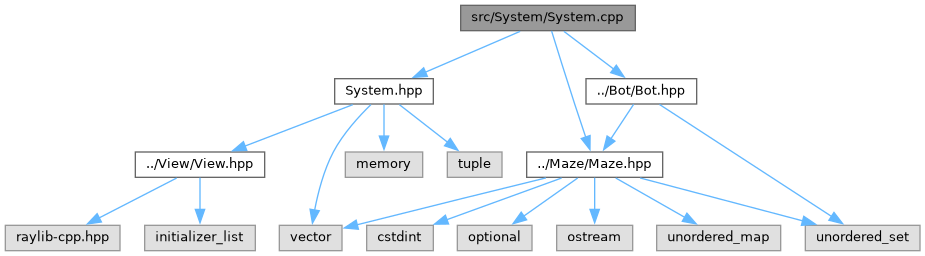 src/System/System.cpp
System.hpp
../Bot/Bot.hpp
../View/View.hpp
memory
tuple
../Maze/Maze.hpp
raylib-cpp.hpp
initializer_list
vector
cstdint
optional
ostream
unordered_map
unordered_set